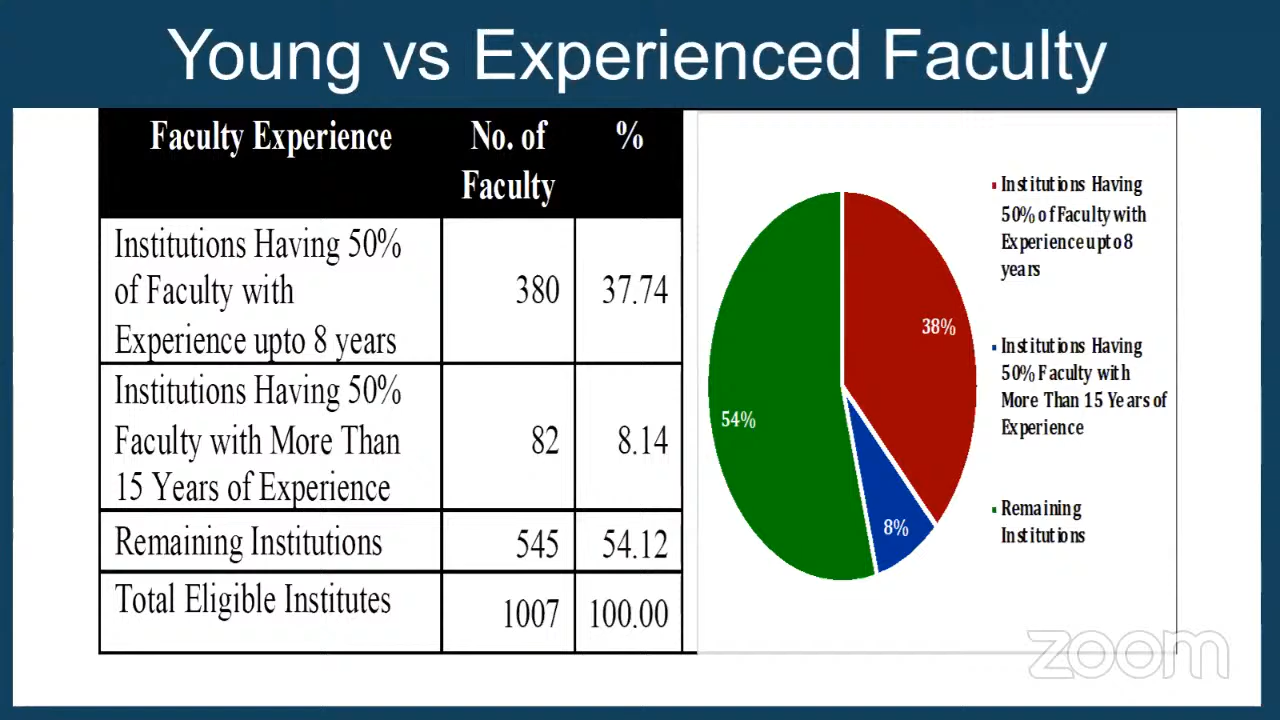 Young vs Experienced Faculty
Faculty Experience
No. of
Faculty
%
Institutions Having 50%
of Faculty with
Experience upto 8 years
380
37.74
Institutions Having 50%
Faculty with More Than
15 Years of Experience
82
8.14
Remaining Institutions
545
54.12
Total Eligible Institutes
1007
100.00
38%
8%
54%
Institutions Having
50% of Faculty with
Experience upto 8
years
Institutions Having
50% Faculty with
More Than 15 Years of
Experience
Remaining
Institutions
zoom